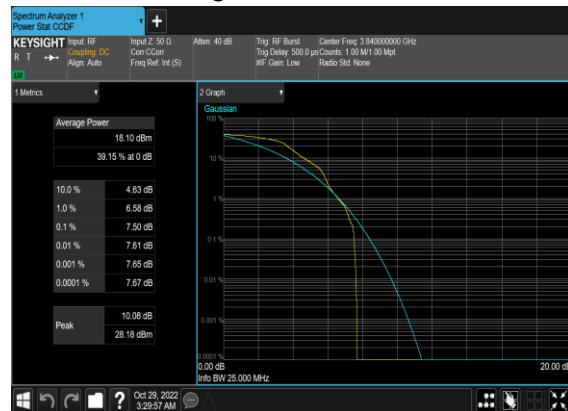 Spectrum Analyzer 1
Power Stat CCDF
+
KEYSIGHT
R T
LXI
Input: RF
Coupling: DC
Align: Auto
Input Z: 50 Ω
Corr CCorr
Freq Ref: Int (S)
Atten: 40 dB
Trig: RF Burst
Trig Delay: 500.0 µs
#IF Gain: Low
Center Freq: 3.840000000 GHz
Counts: 1.00 M/1.00 Mpt
Radio Std: None
1 Metrics
Average Power
18.10 dBm
39.15 % at 0 dB
10.0 % 4.63 dB
1.0 % 6.58 dB
0.1 % 7.50 dB
0.01 % 7.61 dB
0.001 % 7.65 dB
0.0001 % 7.67 dB
Peak
10.08 dB
28.18 dBm
2 Graph
Gaussian
100 %
10 %
1 %
0.1 %
0.01 %
0.001 %
0.0001 %
0.00 dB
20.00 dB
Info BW 25.000 MHz
?
Oct 29, 2022
3:29:57 AM